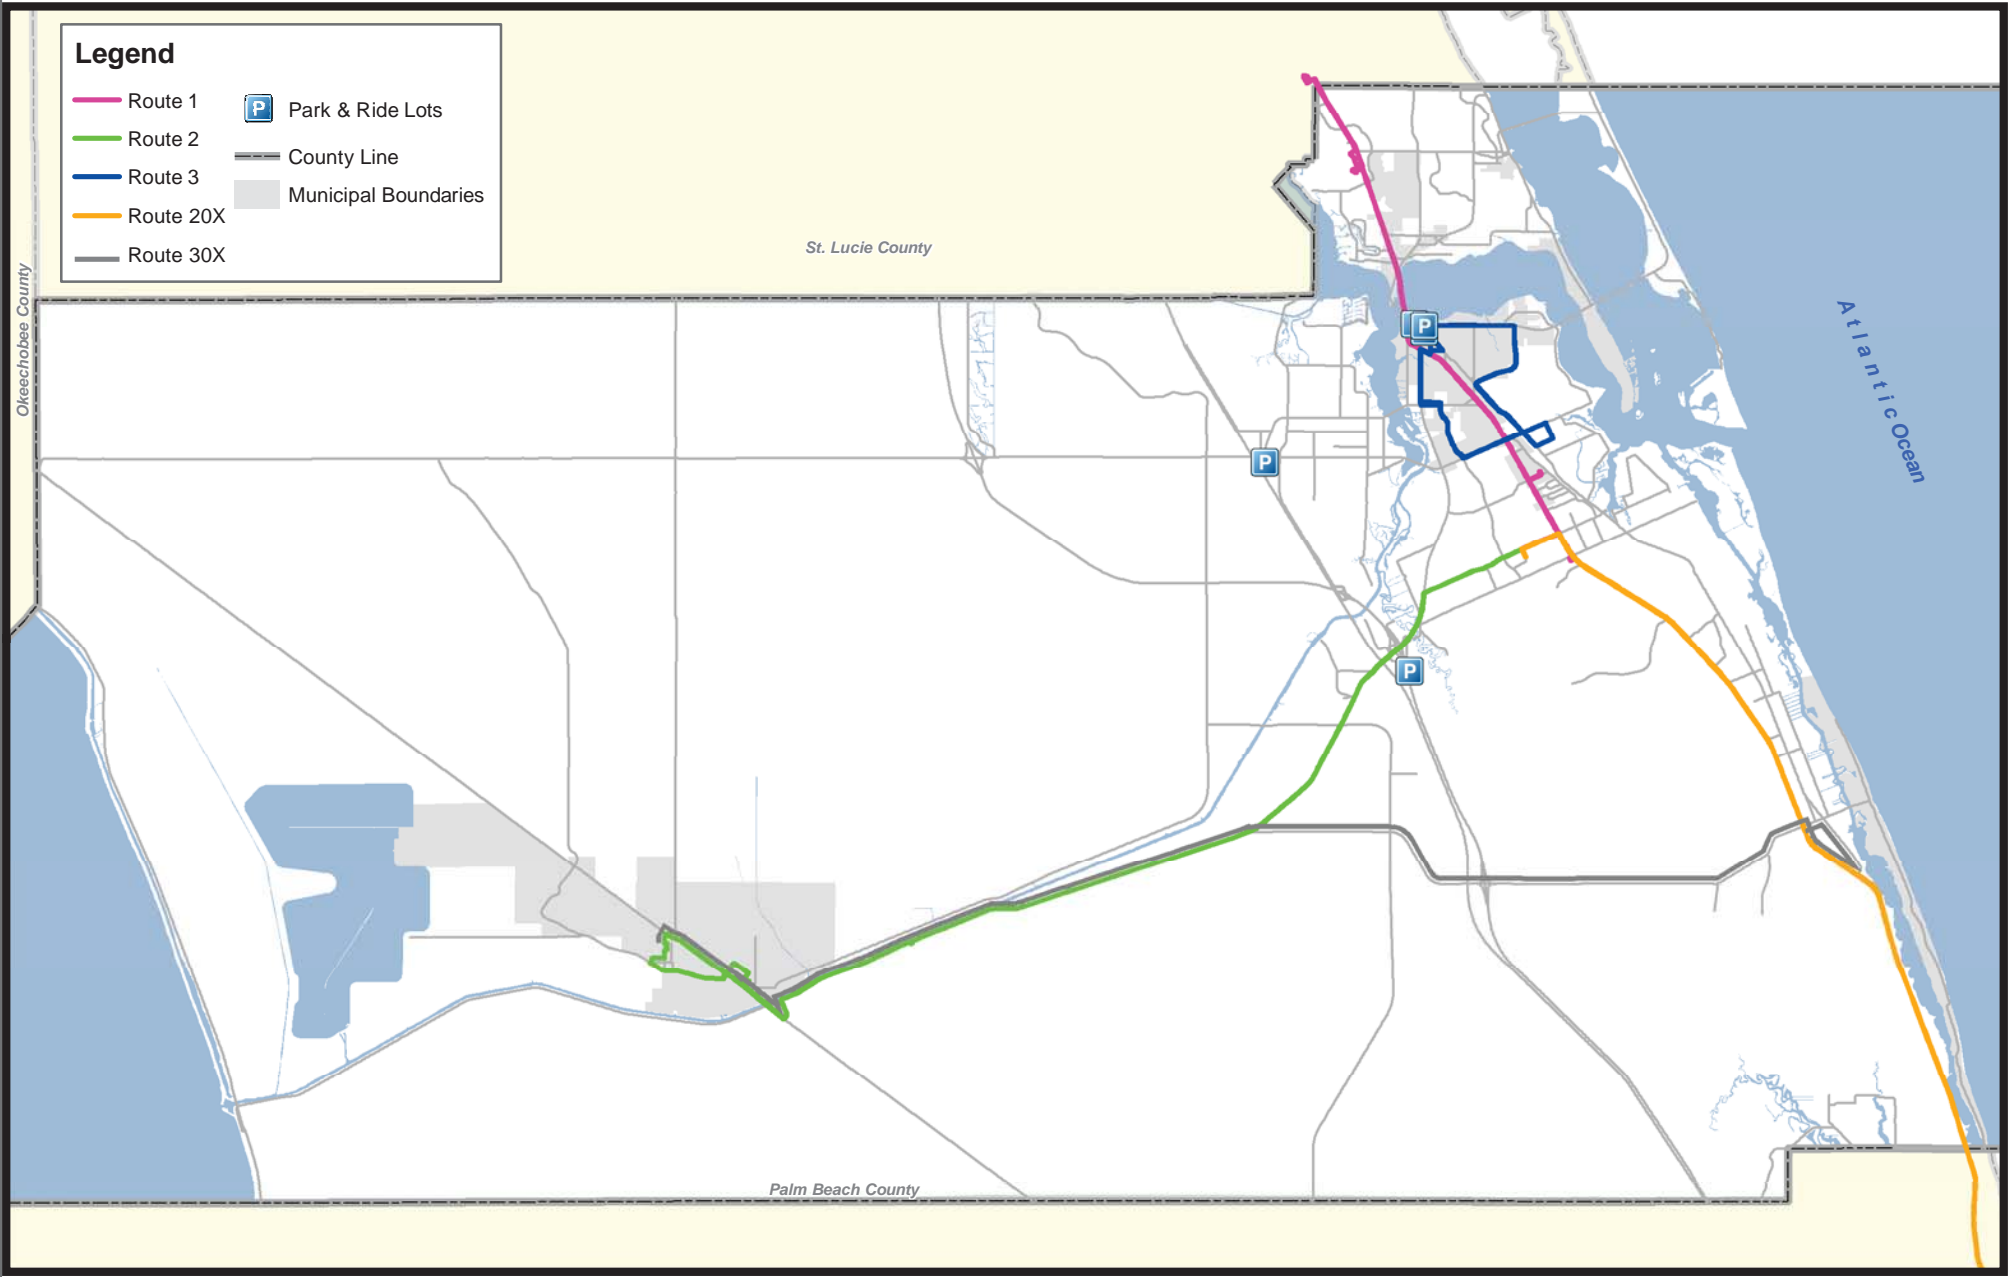 Legend
Route 1
Route 2
Route 3
Route 20X
Route 30X
P Park & Ride Lots
County Line
Municipal Boundaries
St. Lucie County
Okeechobee County
Atlantic Ocean
P
P
P
Palm Beach County